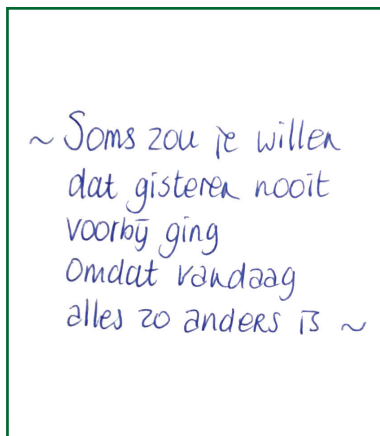 ~ Soms zou je willen
dat gisteren nooit
voorbij ging
Omdat vandaag
alles zo anders is ~